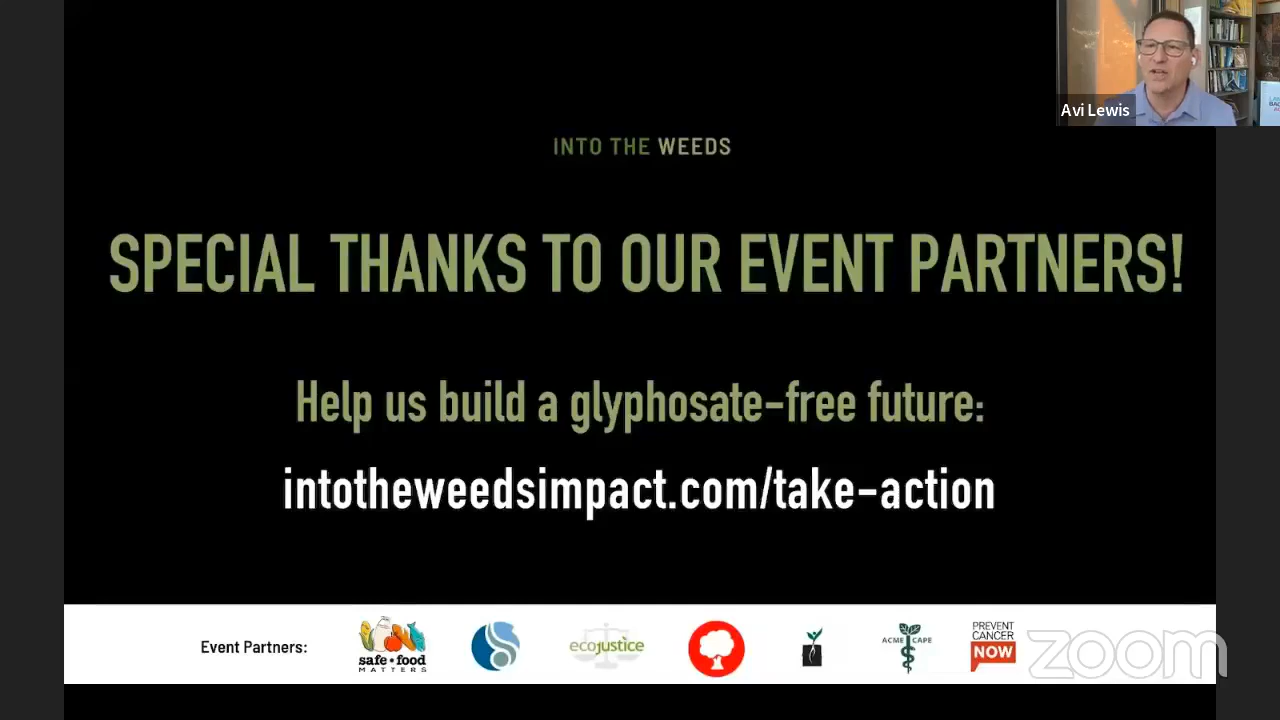 Avi Lewis
INTO THE WEEDS
SPECIAL THANKS TO OUR EVENT PARTNERS!
Help us build a glyphosate-free future:
intotheweedsimpact.com/take-action
Event Partners:
safe•food
MATTERS
ecojustice
ACME CAPE
PREVENT
CANCER
NOW
zoom